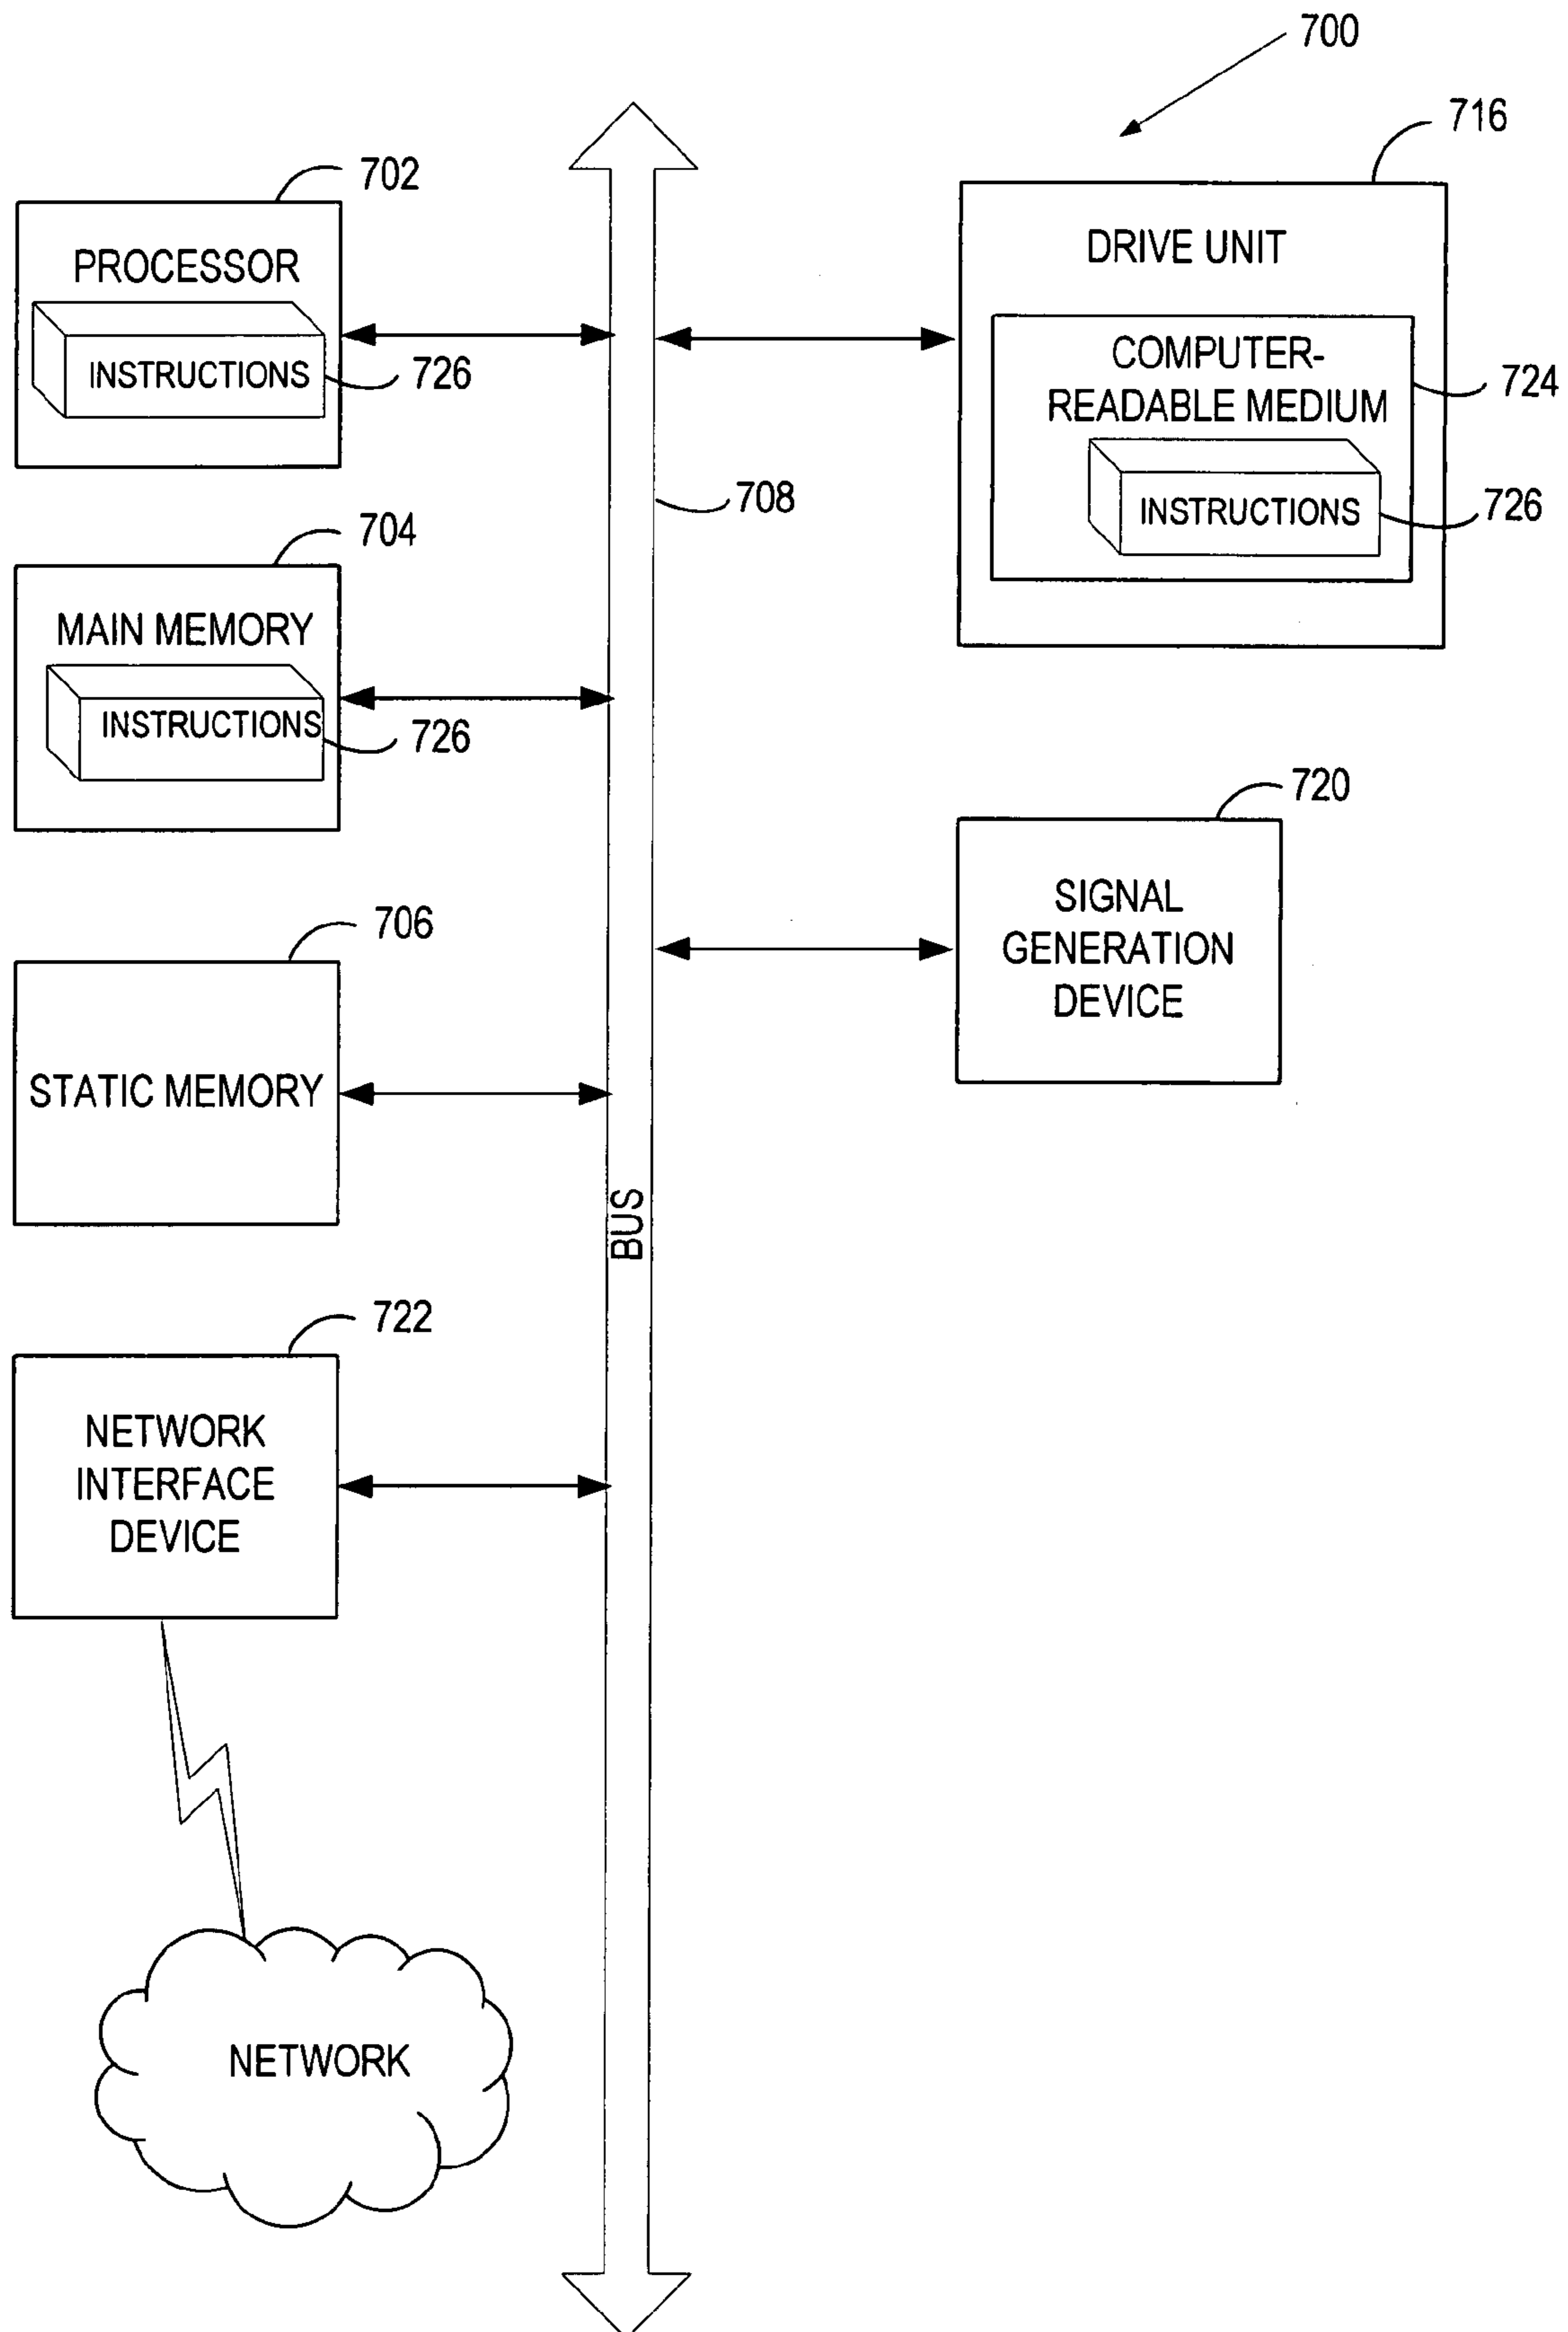 700
716
702
PROCESSOR
INSTRUCTIONS
726
DRIVE UNIT
COMPUTER-
READABLE MEDIUM
724
INSTRUCTIONS
726
708
704
MAIN MEMORY
INSTRUCTIONS
726
720
SIGNAL
GENERATION
DEVICE
706
STATIC MEMORY
BUS
722
NETWORK
INTERFACE
DEVICE
NETWORK